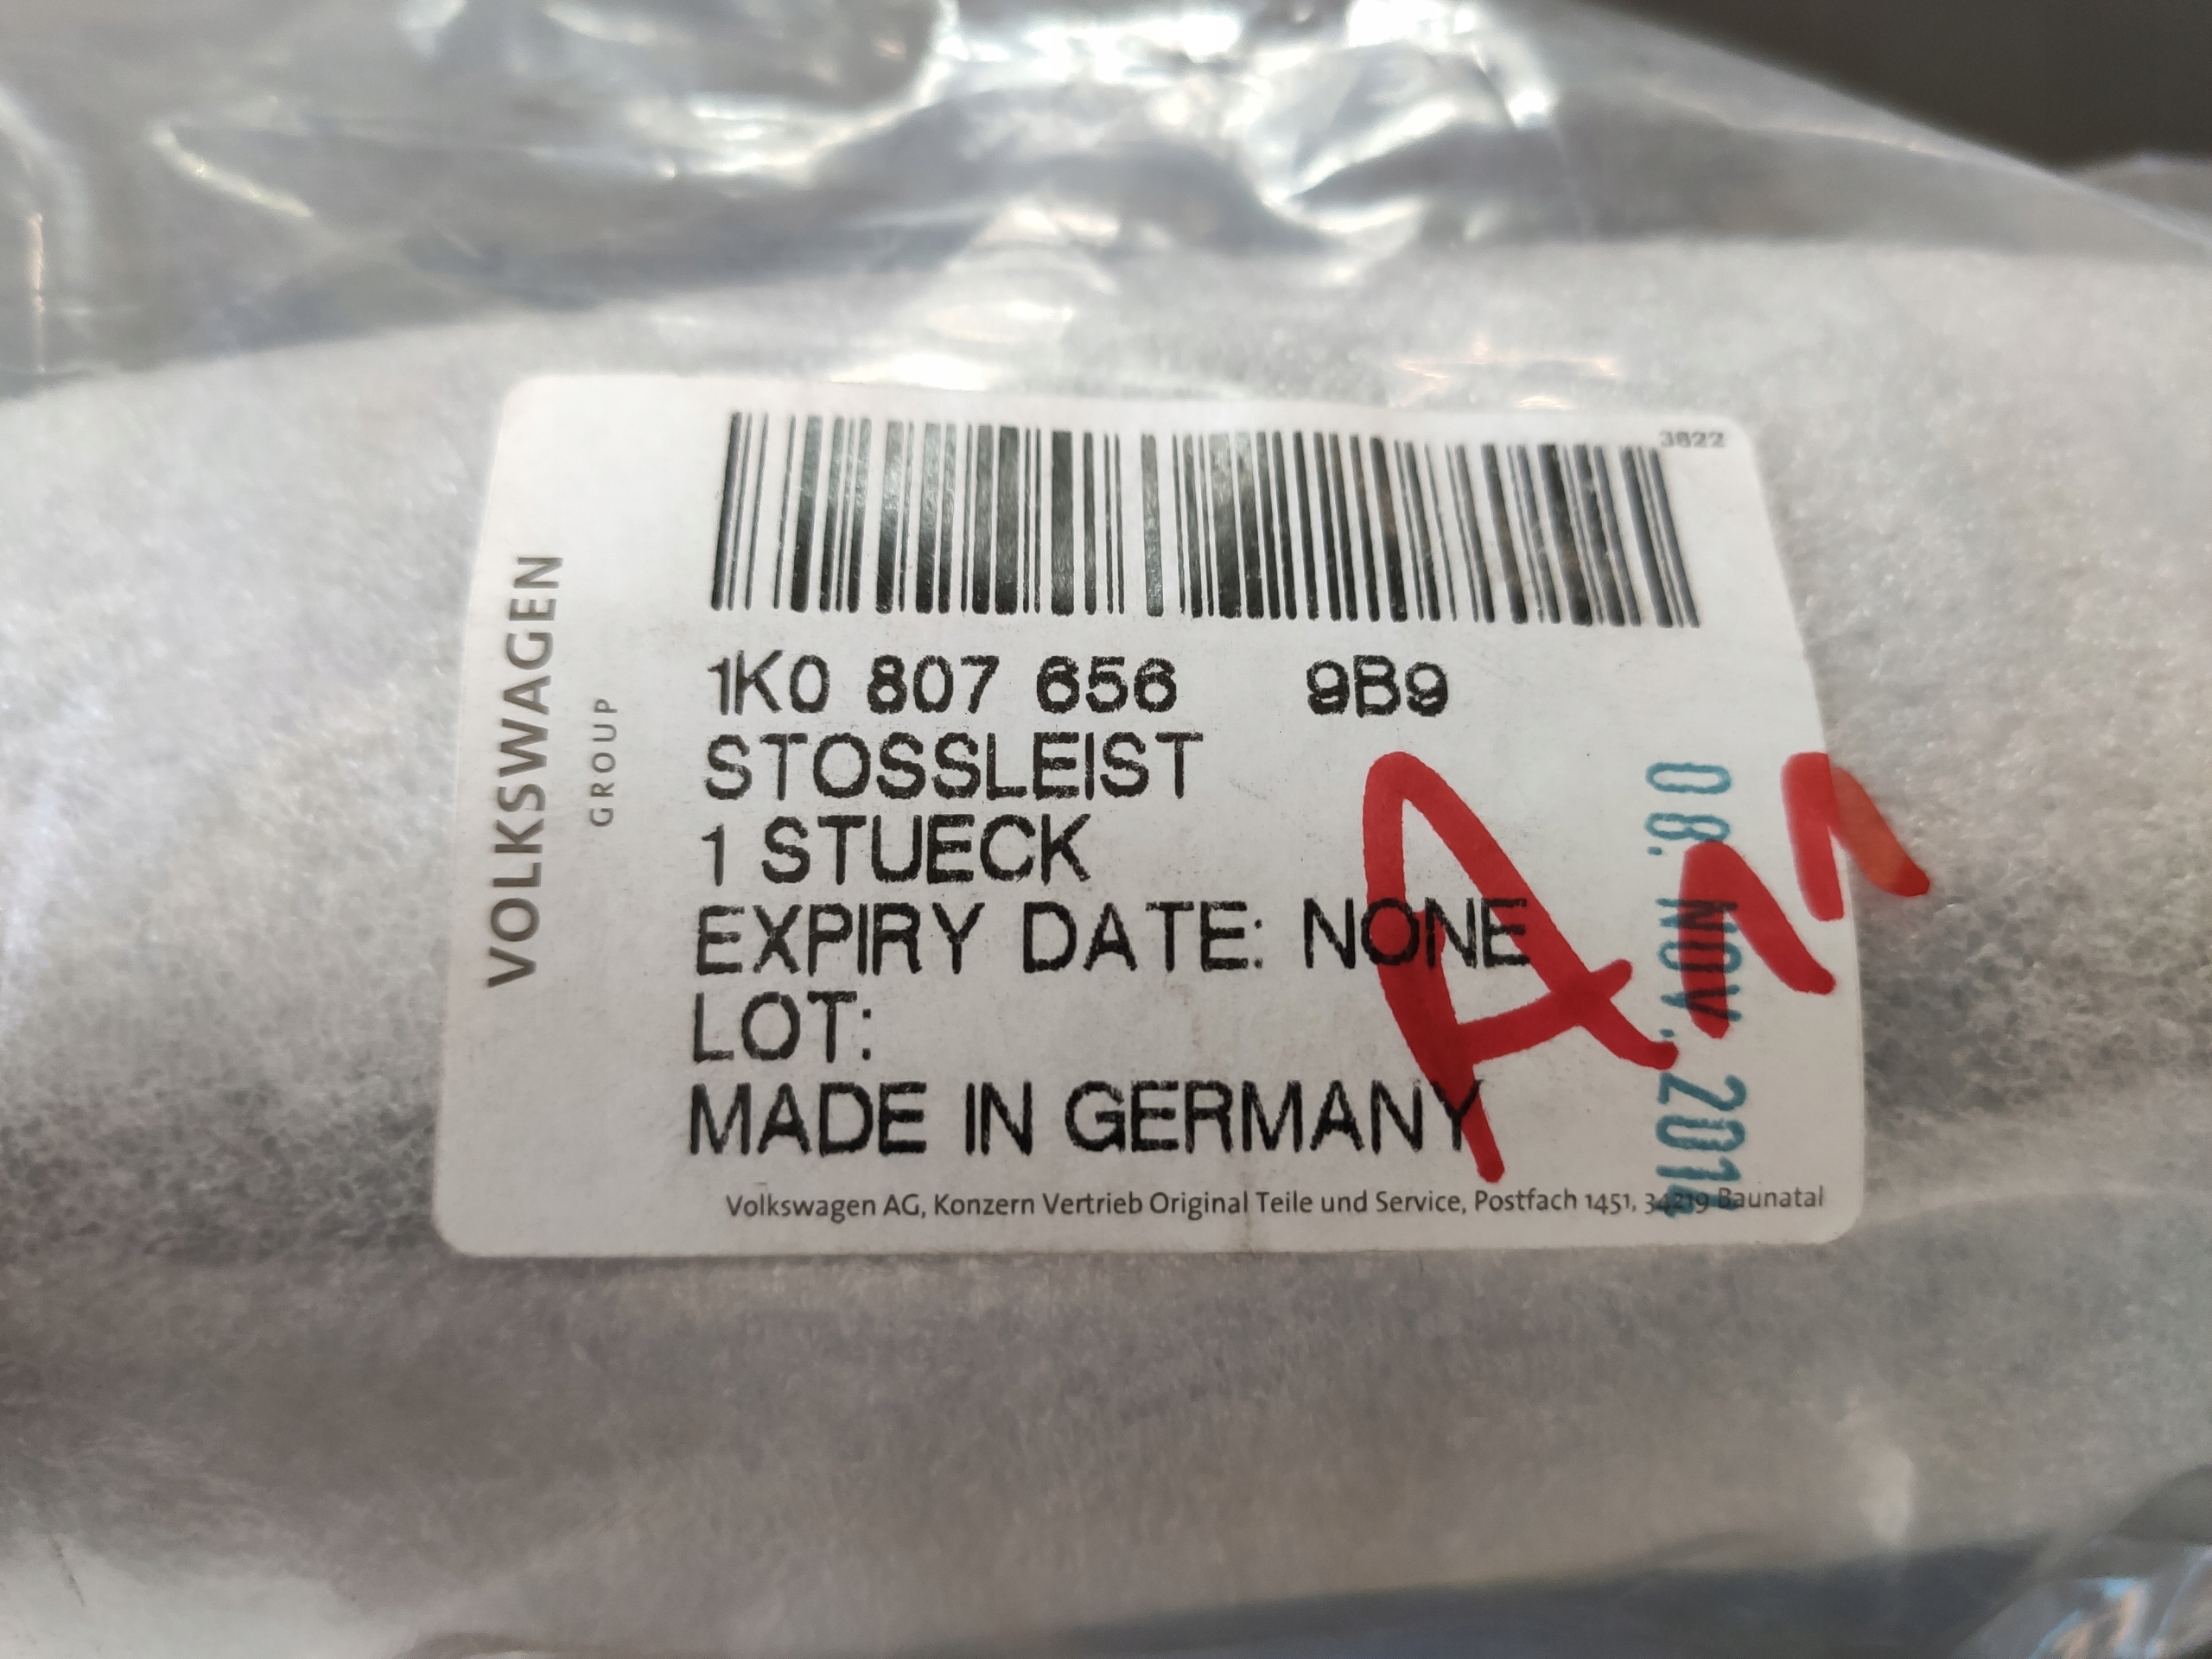 3822
VOLKSWAGEN
GROUP
1K0 807 656 9B9
STOSSLEIST
1 STUECK
EXPIRY DATE: NONE
LOT:
MADE IN GERMANY
08. NOV. 2014
Volkswagen AG, Konzern Vertrieb Original Teile und Service, Postfach 1451, 34219 Baunatal